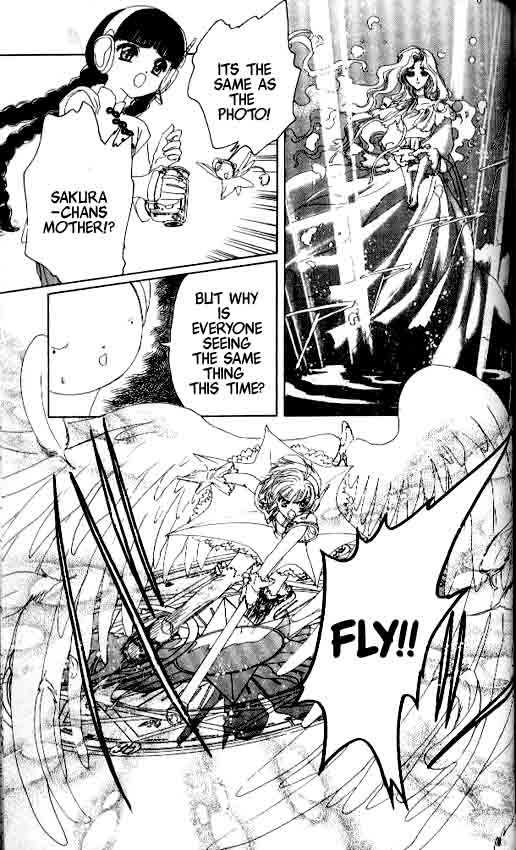 ITS THE
SAME AS
THE
PHOTO!
SAKURA
-CHANS
MOTHER!?
BUT WHY
IS
EVERYONE
SEEING
THE SAME
THING
THIS TIME?
FLY!!